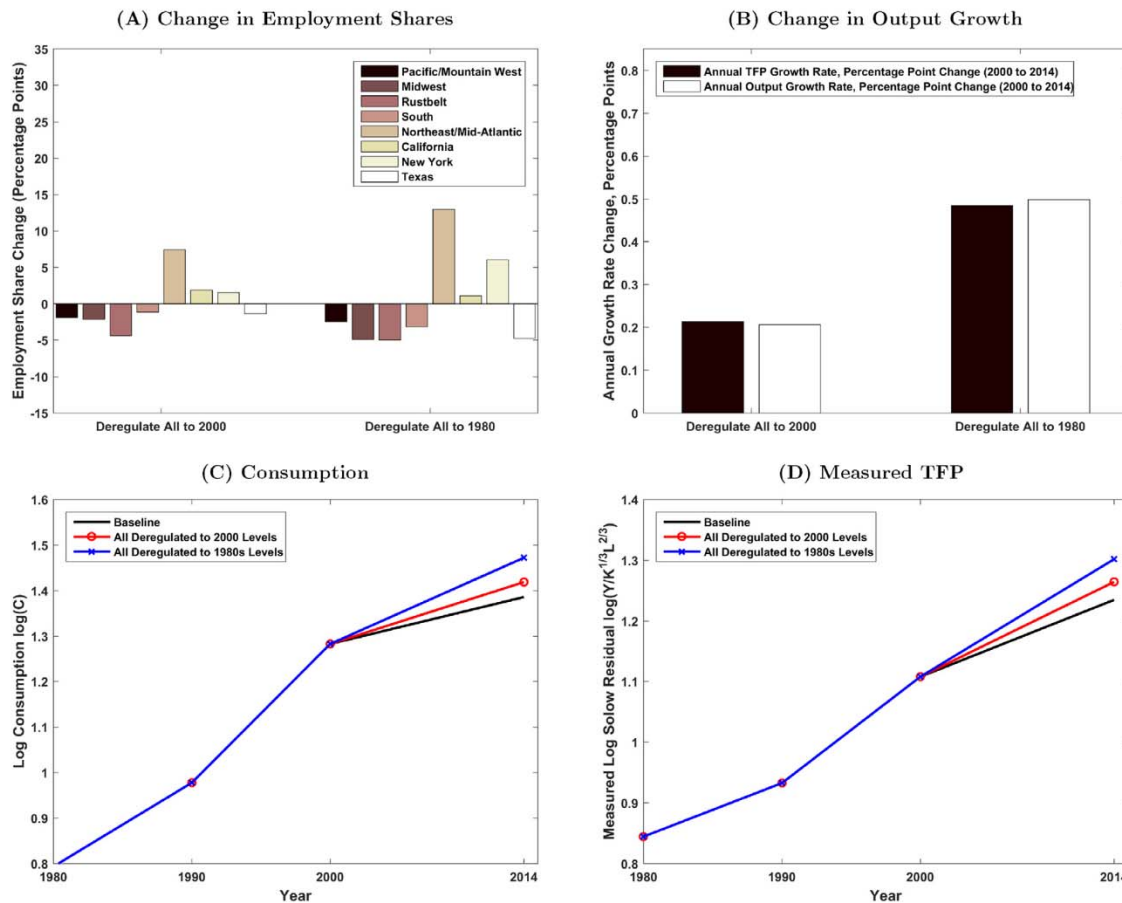 (A) Change in Employment Shares
Employment Share Change (Percentage Points)
35
30
25
20
15
10
5
0
-5
-10
-15
Pacific/Mountain West
Midwest
Rustbelt
South
Northeast/Mid-Atlantic
California
New York
Texas
Deregulate All to 2000
Deregulate All to 1980
(B) Change in Output Growth
Annual Growth Rate Change, Percentage Points
0.8
0.7
0.6
0.5
0.4
0.3
0.2
0.1
0
Annual TFP Growth Rate, Percentage Point Change (2000 to 2014)
Annual Output Growth Rate, Percentage Point Change (2000 to 2014)
Deregulate All to 2000
Deregulate All to 1980
(C) Consumption
Log Consumption log(C)
1.6
1.5
1.4
1.3
1.2
1.1
1
0.9
0.8
Baseline
All Deregulated to 2000 Levels
All Deregulated to 1980s Levels
1980
1990
2000
2014
Year
(D) Measured TFP
Measured Log Solow Residual log(Y/K^1/3 L^2/3)
1.4
1.3
1.2
1.1
1
0.9
0.8
Baseline
All Deregulated to 2000 Levels
All Deregulated to 1980s Levels
1980
1990
2000
2014
Year